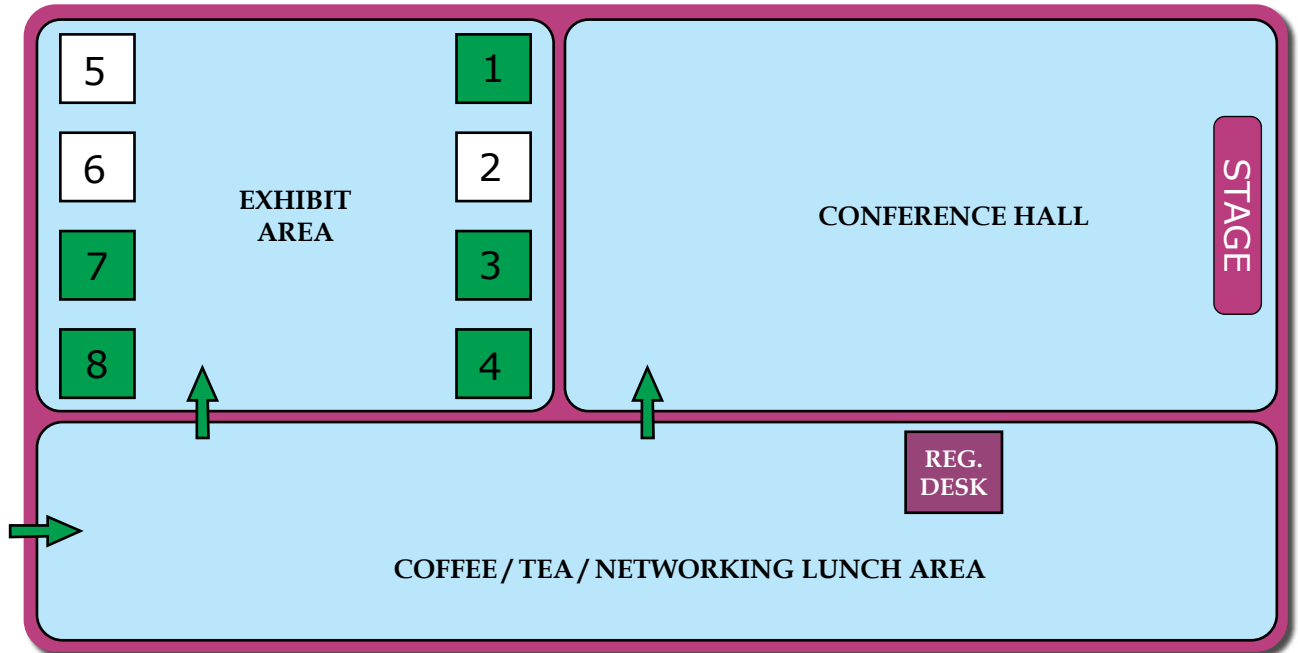 5
1
6
2
EXHIBIT
AREA
7
3
8
4
CONFERENCE HALL
STAGE
REG.
DESK
COFFEE / TEA / NETWORKING LUNCH AREA